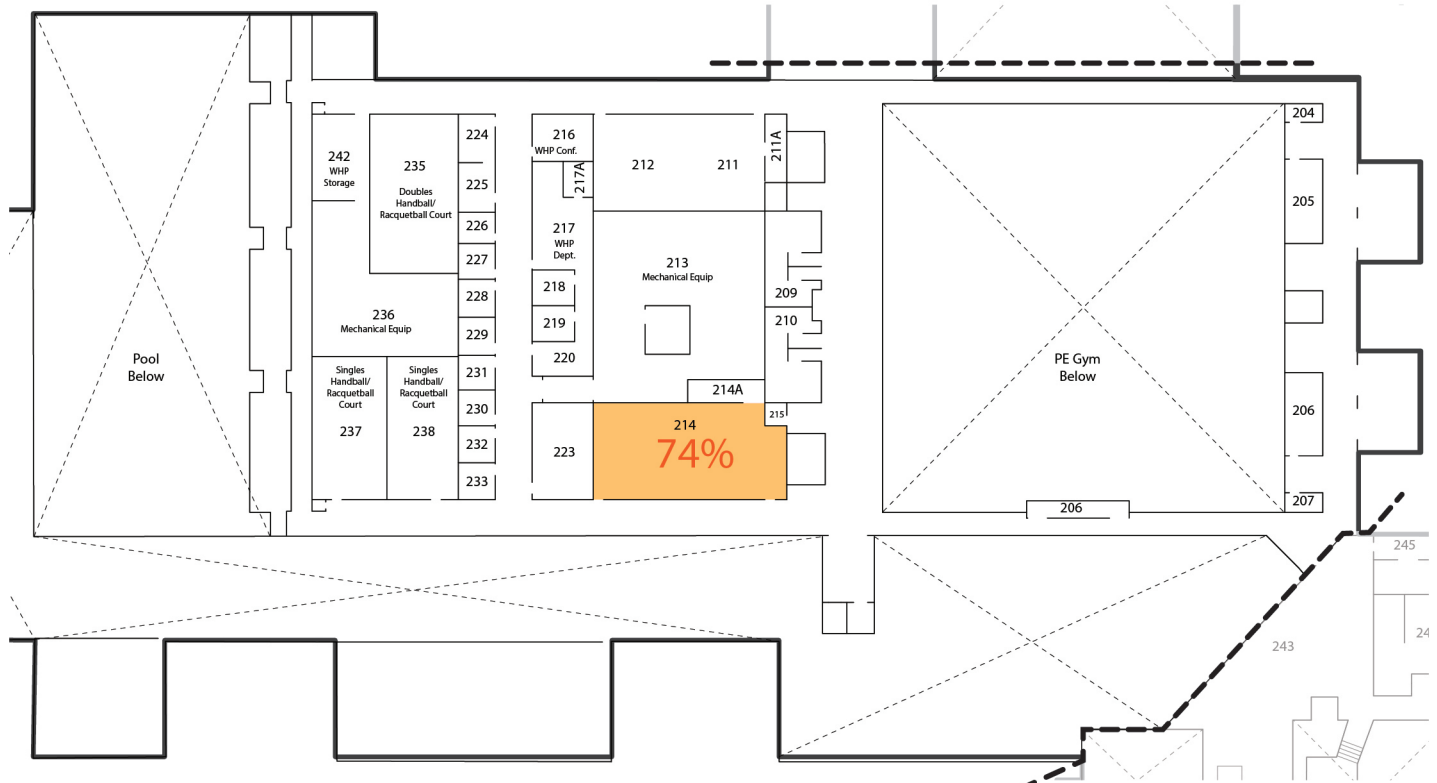 204
224
216
WHP Conf.
211A
242
WHP
Storage
235
Doubles
Handball/
Racquetball Court
212
211
217A
225
205
226
217
WHP
Dept.
227
213
Mechanical Equip
218
228
209
236
Mechanical Equip
219
210
229
Pool
Below
220
PE Gym
Below
Singles
Handball/
Racquetball
Court
237
Singles
Handball/
Racquetball
Court
238
231
214A
230
215
206
214
74%
232
223
233
206
207
245
243
24